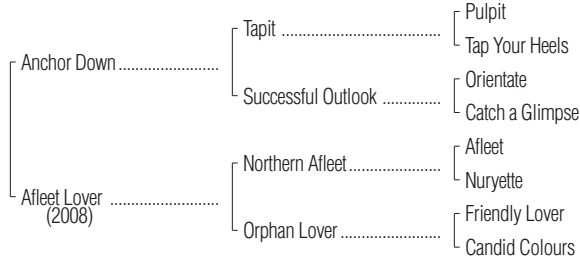 Pulpit
Tapit ................................
Tap Your Heels
Anchor Down ....................
Orientate
Successful Outlook ............
Catch a Glimpse
Afleet
Northern Afleet ..................
Nuryette
Afleet Lover ......................
(2008)
Friendly Lover
Orphan Lover ....................
Candid Colours